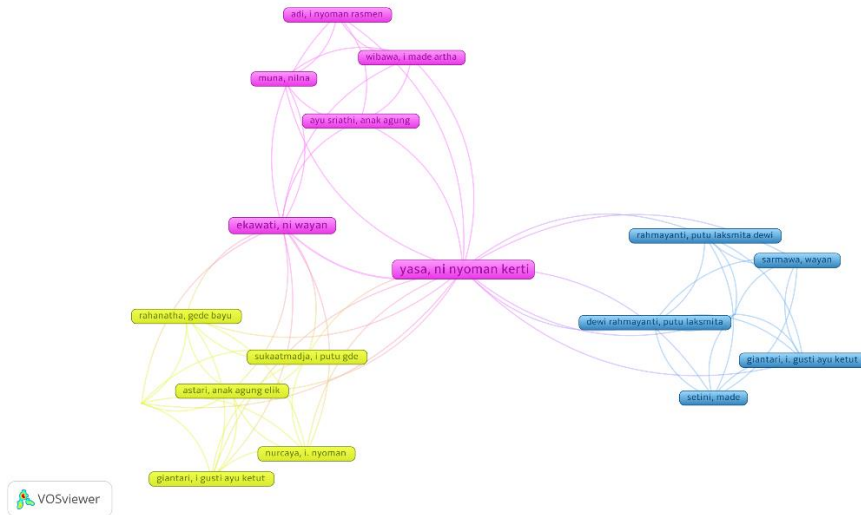 adi, i nyoman rasmen
wibawa, i made artha
muna, nilna
ayu sriathi, anak agung
ekawati, ni wayan
rahmayanti, putu laksmita dewi
sarmawa, wayan
yasa, ni nyoman kerti
rahanatha, gede bayu
dewi rahmayanti, putu laksmita
sukaatmadja, i putu gde
giantari, i. gusti ayu ketut
astari, anak agung elik
setini, made
nurcaya, i. nyoman
giantari, i gusti ayu ketut
VOSviewer